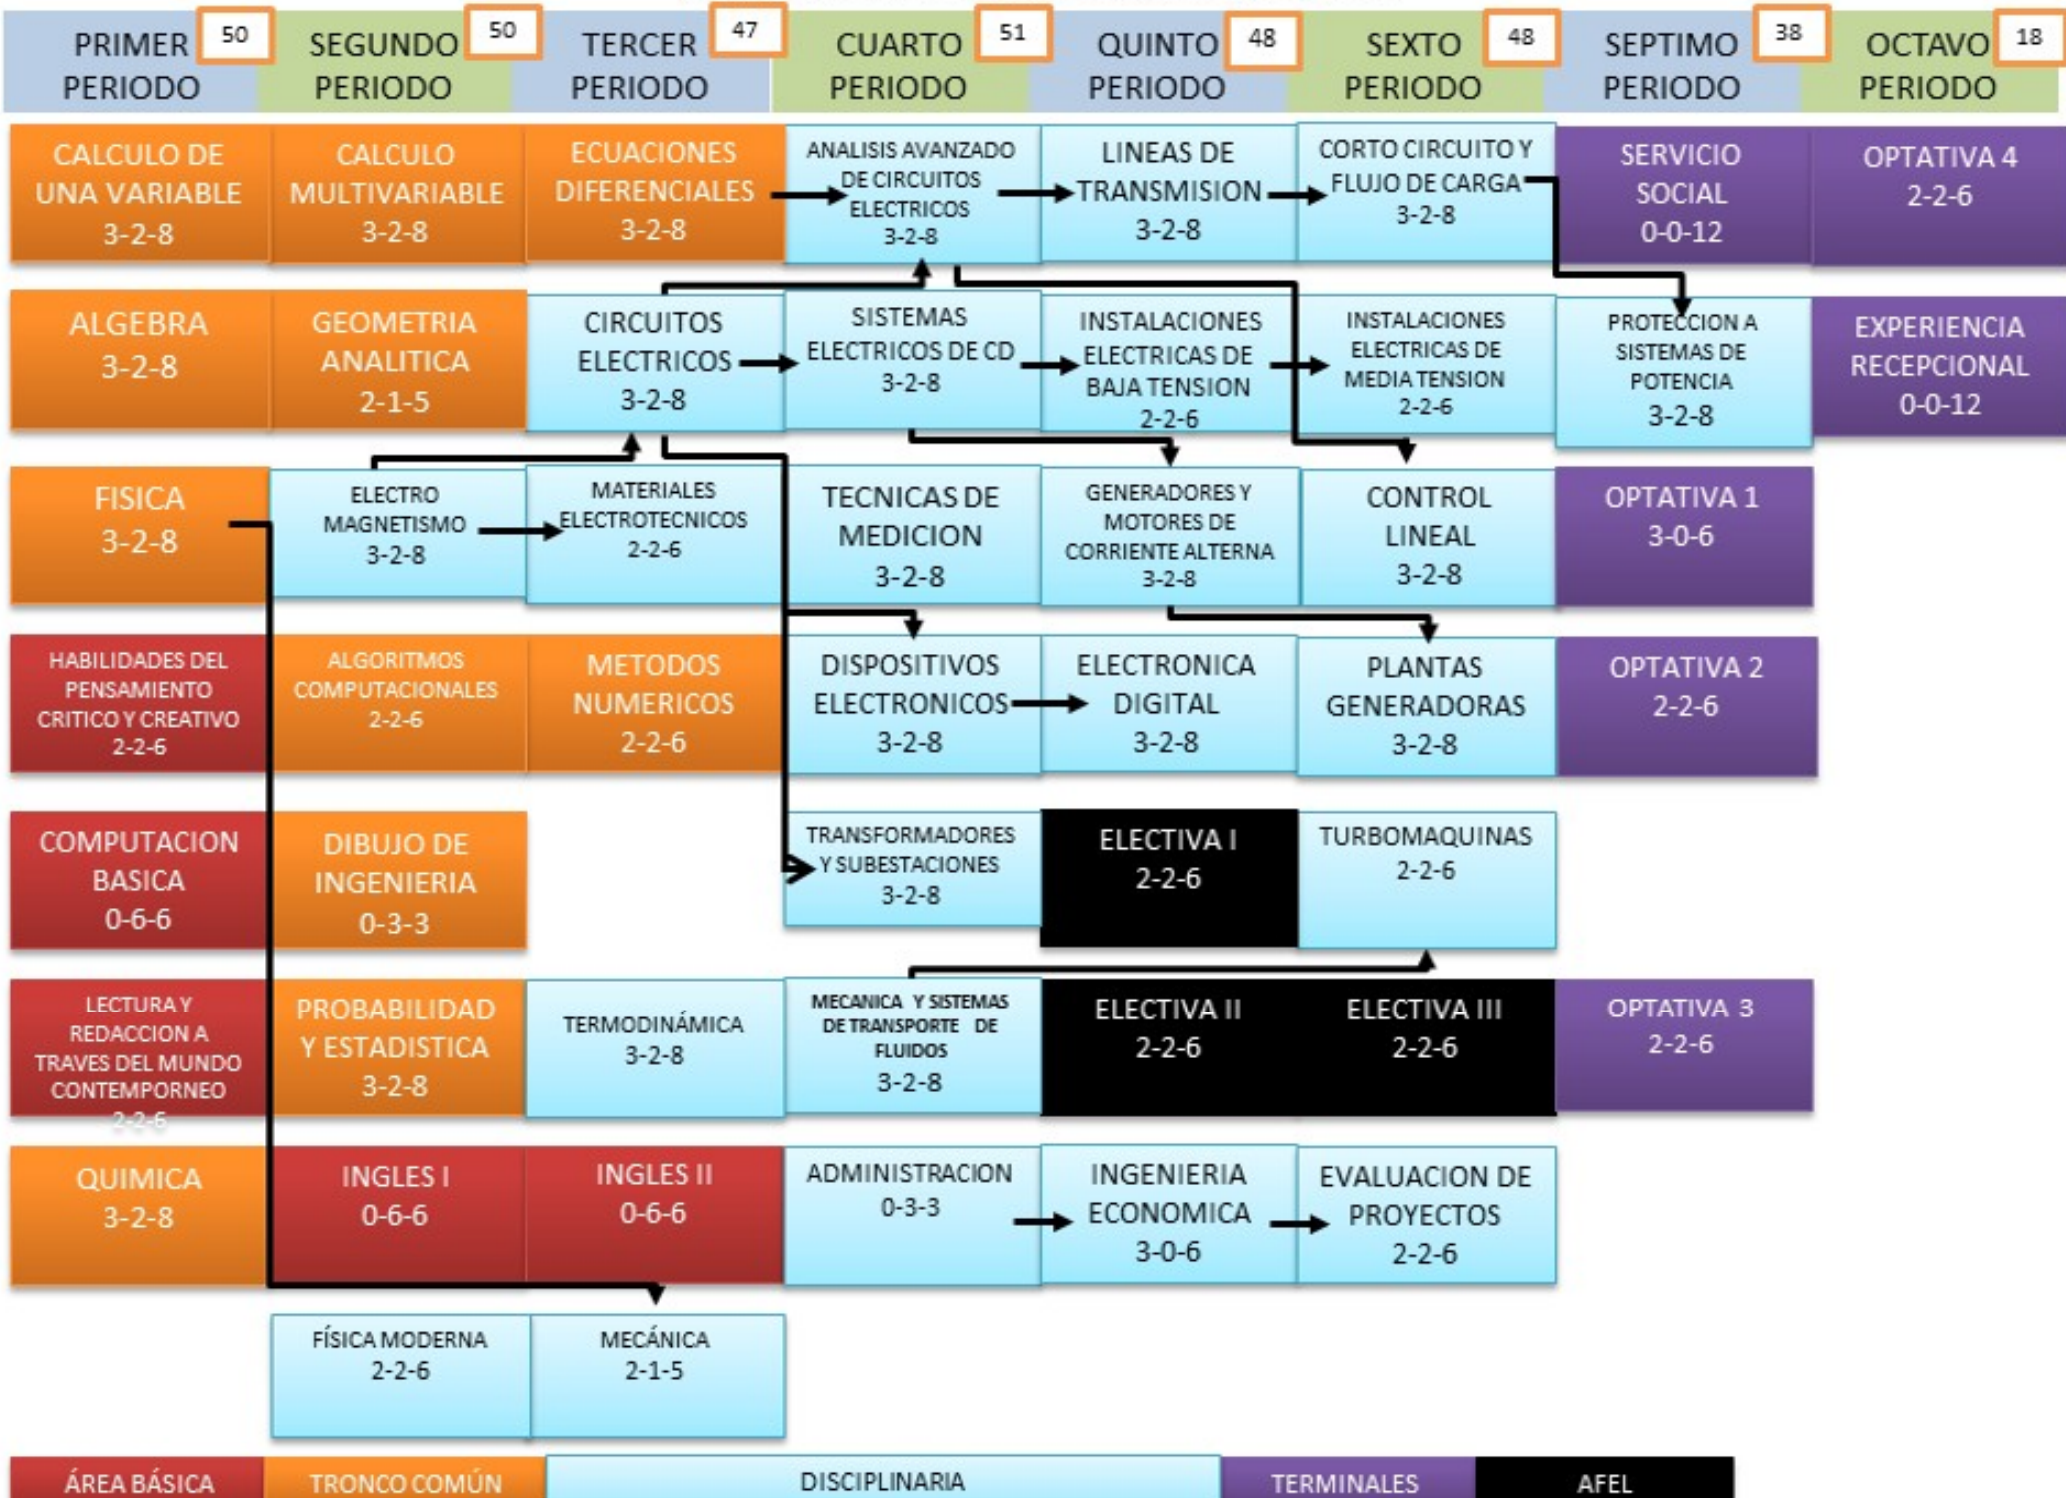 PRIMER
PERIODO
50
SEGUNDO
PERIODO
50
TERCER
PERIODO
47
CUARTO
PERIODO
51
QUINTO
PERIODO
48
SEXTO
PERIODO
48
SEPTIMO
PERIODO
38
OCTAVO
PERIODO
18
CALCULO DE
UNA VARIABLE
3-2-8
CALCULO
MULTIVARIABLE
3-2-8
ECUACIONES
DIFERENCIALES
3-2-8
ANALISIS AVANZADO
DE CIRCUITOS
ELECTRICOS
3-2-8
LINEAS DE
TRANSMISION
3-2-8
CORTO CIRCUITO Y
FLUJO DE CARGA
3-2-8
SERVICIO
SOCIAL
0-0-12
OPTATIVA 4
2-2-6
ALGEBRA
3-2-8
GEOMETRIA
ANALITICA
2-1-5
CIRCUITOS
ELECTRICOS
3-2-8
SISTEMAS
ELECTRICOS DE CD
3-2-8
INSTALACIONES
ELECTRICAS DE
BAJA TENSION
2-2-6
INSTALACIONES
ELECTRICAS DE
MEDIA TENSION
2-2-6
PROTECCION A
SISTEMAS DE
POTENCIA
3-2-8
EXPERIENCIA
RECEPCIONAL
0-0-12
FISICA
3-2-8
ELECTRO
MAGNETISMO
3-2-8
MATERIALES
ELECTROTECNICOS
2-2-6
TECNICAS DE
MEDICION
3-2-8
GENERADORES Y
MOTORES DE
CORRIENTE ALTERNA
3-2-8
CONTROL
LINEAL
3-2-8
OPTATIVA 1
3-0-6
HABILIDADES DEL
PENSAMIENTO
CRITICO Y CREATIVO
2-2-6
ALGORITMOS
COMPUTACIONALES
2-2-6
METODOS
NUMERICOS
2-2-6
DISPOSITIVOS
ELECTRONICOS
3-2-8
ELECTRONICA
DIGITAL
3-2-8
PLANTAS
GENERADORAS
3-2-8
OPTATIVA 2
2-2-6
COMPUTACION
BASICA
0-6-6
DIBUJO DE
INGENIERIA
0-3-3
TRANSFORMADORES
Y SUBESTACIONES
3-2-8
ELECTIVA I
2-2-6
TURBOMAQUINAS
2-2-6
LECTURA Y
REDACCION A
TRAVES DEL MUNDO
CONTEMPORNEO
2-2-6
PROBABILIDAD
Y ESTADISTICA
3-2-8
TERMODINÁMICA
3-2-8
MECANICA Y SISTEMAS
DE TRANSPORTE DE
FLUIDOS
3-2-8
ELECTIVA II
2-2-6
ELECTIVA III
2-2-6
OPTATIVA 3
2-2-6
QUIMICA
3-2-8
INGLES I
0-6-6
INGLES II
0-6-6
ADMINISTRACION
0-3-3
INGENIERIA
ECONOMICA
3-0-6
EVALUACION DE
PROYECTOS
2-2-6
FÍSICA MODERNA
2-2-6
MECÁNICA
2-1-5
ÁREA BÁSICA
TRONCO COMÚN
DISCIPLINARIA
TERMINALES
AFEL